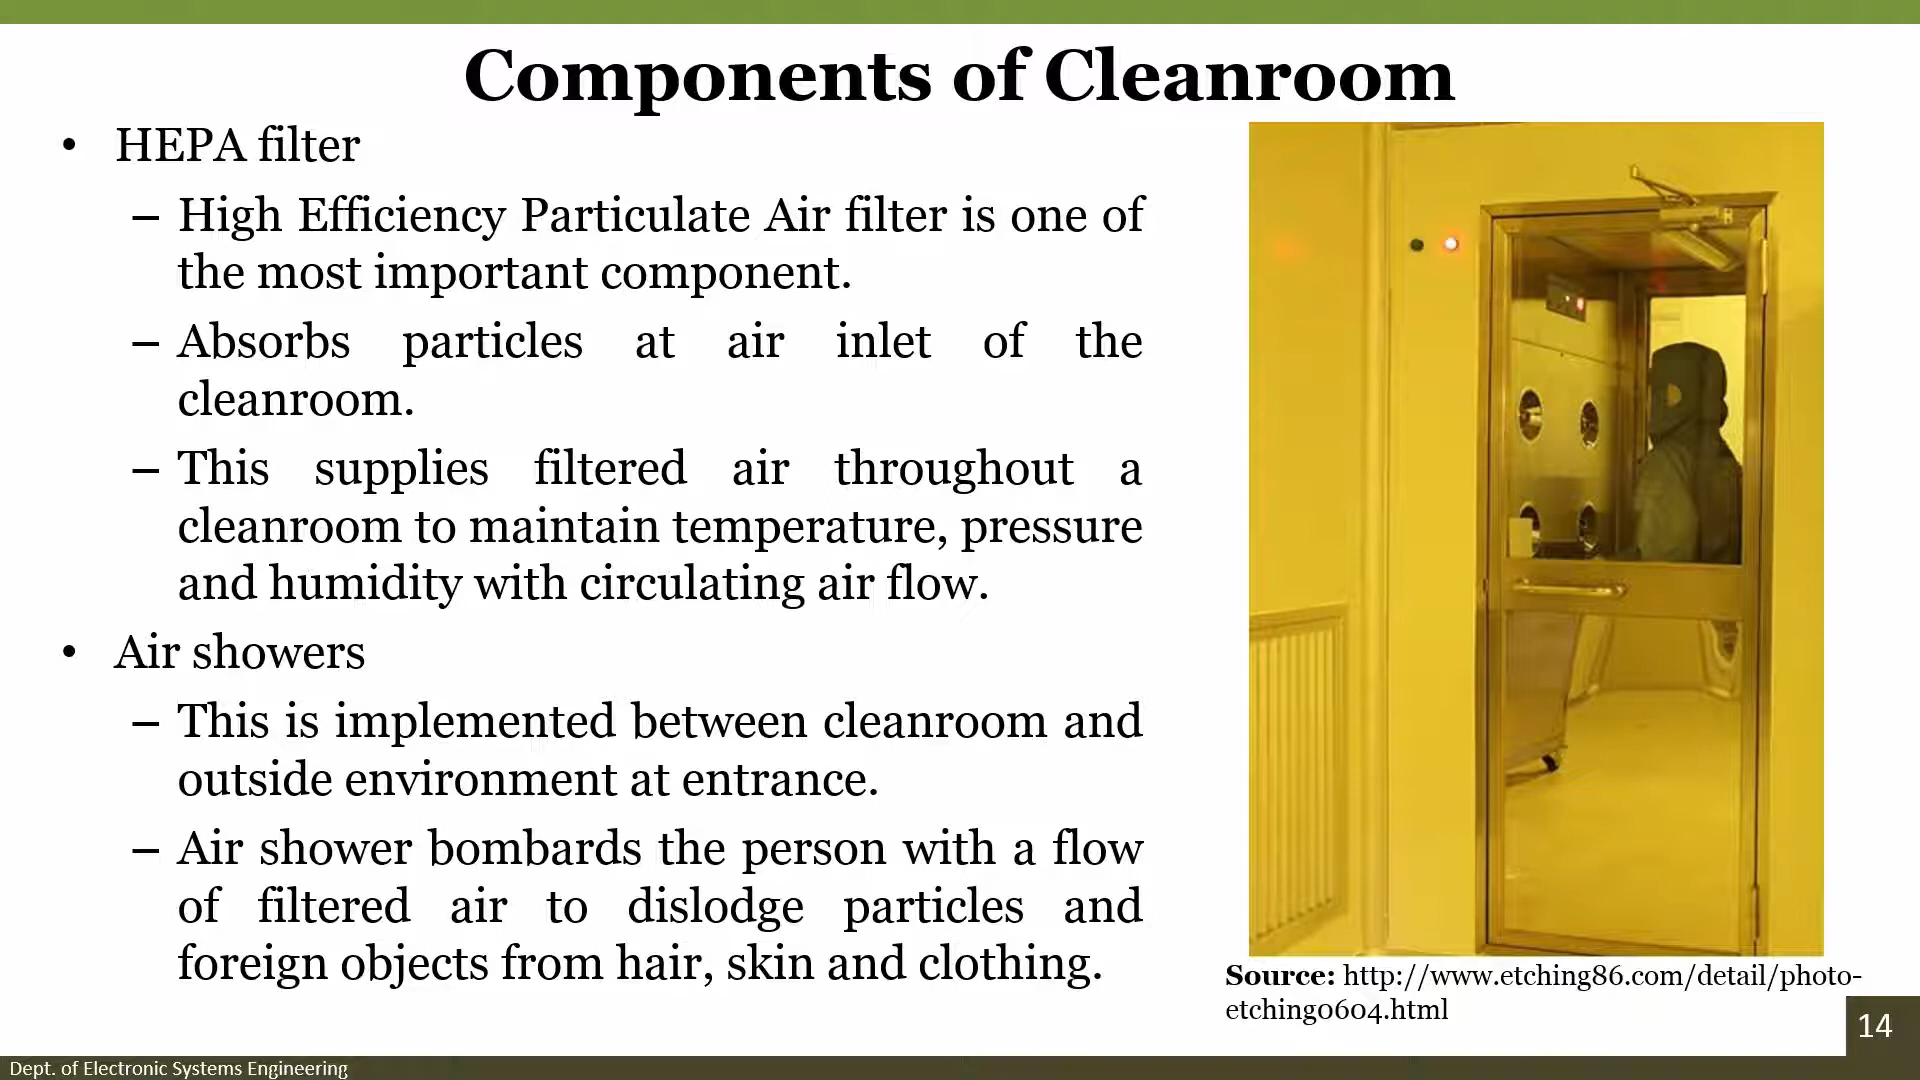 Components of Cleanroom
• HEPA filter
– High Efficiency Particulate Air filter is one of
the most important component.
– Absorbs particles at air inlet of the
cleanroom.
– This supplies filtered air throughout a
cleanroom to maintain temperature, pressure
and humidity with circulating air flow.
• Air showers
– This is implemented between cleanroom and
outside environment at entrance.
– Air shower bombards the person with a flow
of filtered air to dislodge particles and
foreign objects from hair, skin and clothing.
Source: http://www.etching86.com/detail/photo-
etching0604.html
14
Dept. of Electronic Systems Engineering